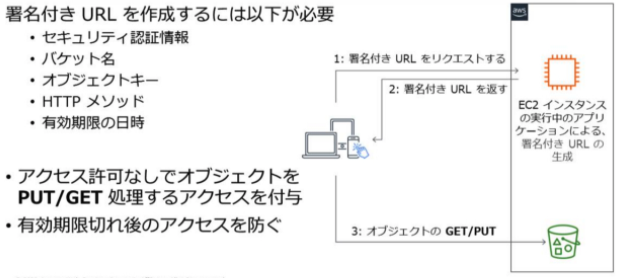 署名付き URL を作成するには以下が必要
• セキュリティ認証情報
• バケット名
• オブジェクトキー
• HTTP メソッド
• 有効期限の日時
• アクセス許可なしでオブジェクトを
PUT/GET 処理するアクセスを付与
• 有効期限切れ後のアクセスを防ぐ
aws
1: 署名付き URL をリクエストする
2: 署名付き URL を返す
EC2 インスタンス
の実行中のアプリ
ケーションによる、
署名付き URL の
生成
3: オブジェクトの GET/PUT